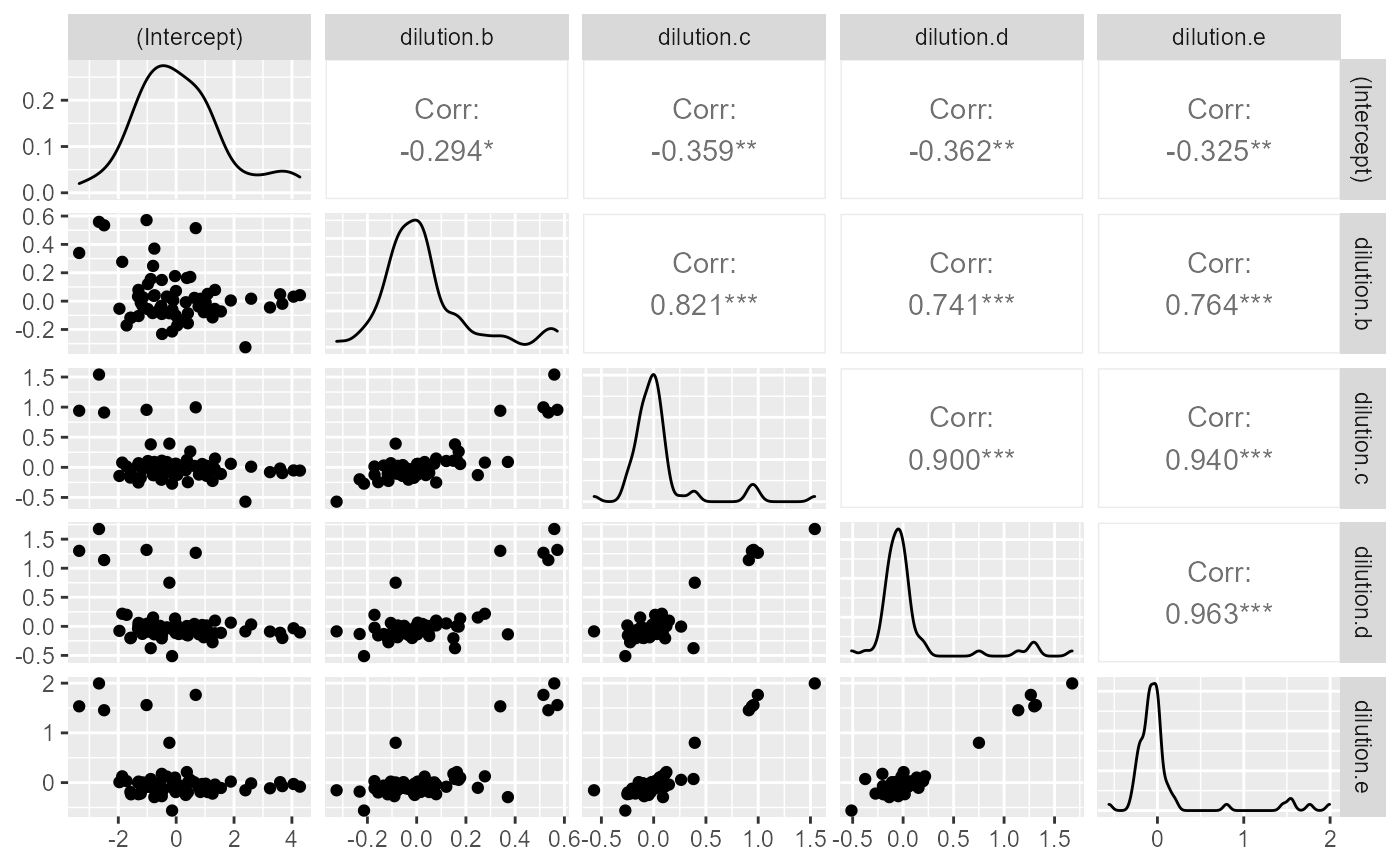 (Intercept) dilution.b dilution.c dilution.d dilution.e
0.2
0.1
0.0
Corr:
-0.294*
Corr:
-0.359**
Corr:
-0.362**
Corr:
-0.325**
(Intercept)
0.6
0.4
0.2
0.0
-0.2
Corr:
0.821***
Corr:
0.741***
Corr:
0.764***
dilution.b
1.5
1.0
0.5
0.0
-0.5
Corr:
0.900***
Corr:
0.940***
dilution.c
1.5
1.0
0.5
0.0
-0.5
Corr:
0.963***
dilution.d
2
1
0
dilution.e
-2 0 2 4
-0.2 0.0 0.2 0.4 0.6
-0.5 0.0 0.5 1.0 1.5
-0.5 0.0 0.5 1.0 1.5
0 1 2